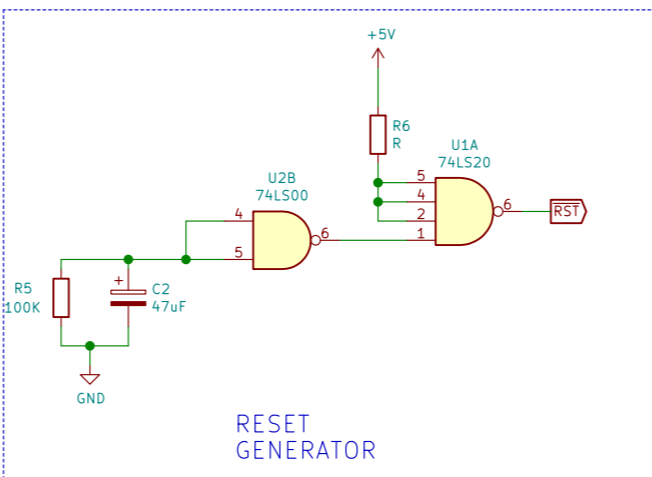 +5V
R6
R
U1A
74LS20
U2B
74LS00
5
4
2
1
6
RST
4
5
6
R5
100K
+
C2
47uF
GND
RESET
GENERATOR